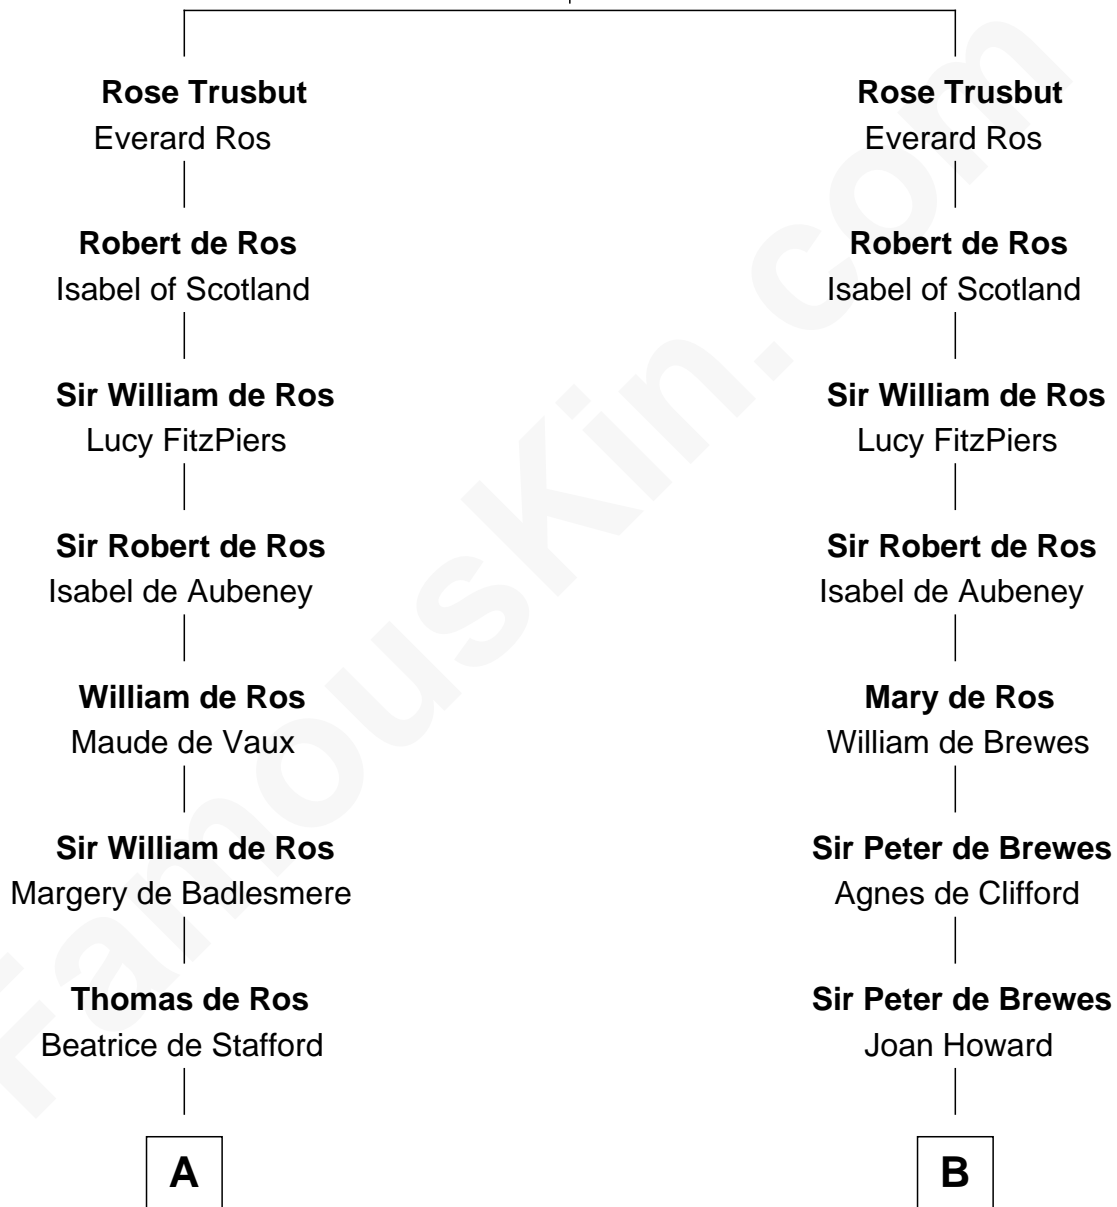 Rose Trusbut
Everard Ros
Robert de Ros
Isabel of Scotland
Sir William de Ros
Lucy FitzPiers
Sir Robert de Ros
Isabel de Aubeney
William de Ros
Maude de Vaux
Sir William de Ros
Margery de Badlesmere
Thomas de Ros
Beatrice de Stafford
A
Rose Trusbut
Everard Ros
Robert de Ros
Isabel of Scotland
Sir William de Ros
Lucy FitzPiers
Sir Robert de Ros
Isabel de Aubeney
Mary de Ros
William de Brewes
Sir Peter de Brewes
Agnes de Clifford
Sir Peter de Brewes
Joan Howard
B
FamousKin.com